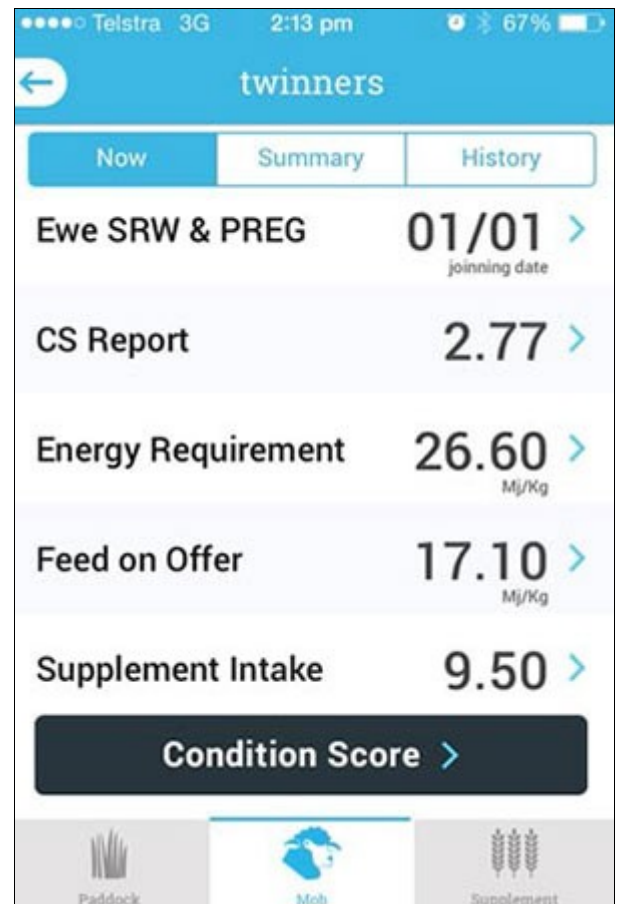 Telstra 3G 2:13 pm 67%
twinners
Now Summary History
Ewe SRW & PREG 01/01
joinning date
CS Report 2.77
Energy Requirement 26.60
Mj/Kg
Feed on Offer 17.10
Mj/Kg
Supplement Intake 9.50
Condition Score
Paddock Mob Supplement